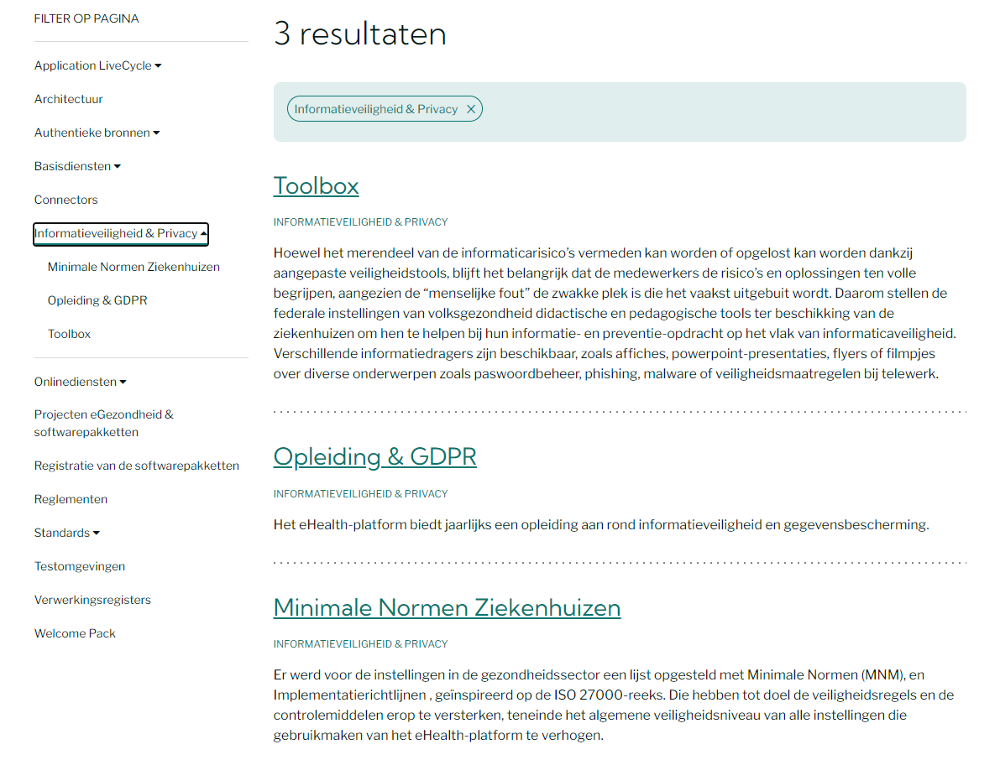 FILTER OP PAGINA
Application LiveCycle
Architectuur
Authentieke bronnen
Basisdiensten
Connectors
Informatieveiligheid & Privacy
Minimale Normen Ziekenhuizen
Opleiding & GDPR
Toolbox
Onlinediensten
Projecten eGezondheid &
softwarepakketten
Registratie van de softwarepakketten
Reglementen
Standards
Testomgevingen
Verwerkingsregisters
Welcome Pack
3 resultaten
Informatieveiligheid & Privacy
Toolbox
INFORMATIEVEILIGHEID & PRIVACY
Hoewel het merendeel van de informaticarisico’s vermeden kan worden of opgelost kan worden dankzij
aangepaste veiligheidstools, blijft het belangrijk dat de medewerkers de risico’s en oplossingen ten volle
begrijpen, aangezien de “menselijke fout” de zwakke plek is die het vaakst uitgebuit wordt. Daarom stellen de
federale instellingen van volksgezondheid didactische en pedagogische tools ter beschikking van de
ziekenhuizen om hen te helpen bij hun informatie- en preventie-opdracht op het vlak van informaticaveiligheid.
Verschillende informatiedragers zijn beschikbaar, zoals affiches, powerpoint-presentaties, flyers of filmpjes
over diverse onderwerpen zoals paswoordbeheer, phishing, malware of veiligheidsmaatregelen bij telewerk.
Opleiding & GDPR
INFORMATIEVEILIGHEID & PRIVACY
Het eHealth-platform biedt jaarlijks een opleiding aan rond informatieveiligheid en gegevensbescherming.
Minimale Normen Ziekenhuizen
INFORMATIEVEILIGHEID & PRIVACY
Er werd voor de instellingen in de gezondheidssector een lijst opgesteld met Minimale Normen (MNM), en
Implementatierichtlijnen , geïnspireerd op de ISO 27000-reeks. Die hebben tot doel de veiligheidsregels en de
controlemiddelen erop te versterken, teneinde het algemene veiligheidsniveau van alle instellingen die
gebruikmaken van het eHealth-platform te verhogen.